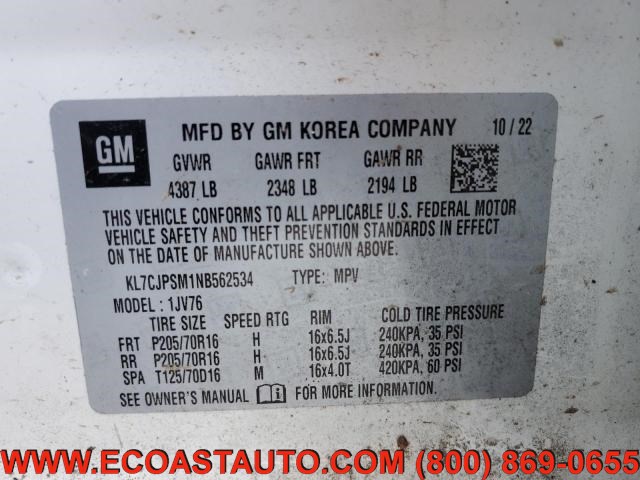 GM
MFD BY GM KOREA COMPANY 10/22
GVWR GAWR FRT GAWR RR
4387 LB 2348 LB 2194 LB
THIS VEHICLE CONFORMS TO ALL APPLICABLE U.S. FEDERAL MOTOR
VEHICLE SAFETY AND THEFT PREVENTION STANDARDS IN EFFECT ON
THE DATE OF MANUFACTURE SHOWN ABOVE.
KL7CJPSM1NB562534 TYPE: MPV
MODEL: 1JV76
TIRE SIZE SPEED RTG RIM COLD TIRE PRESSURE
FRT P205/70R16 H 16x6.5J 240KPA, 35 PSI
RR P205/70R16 H 16x6.5J 240KPA, 35 PSI
SPA T125/70D16 M 16x4.0T 420KPA, 60 PSI
SEE OWNER'S MANUAL FOR MORE INFORMATION.
WWW.ECOASTAUTO.COM (800) 869-0655